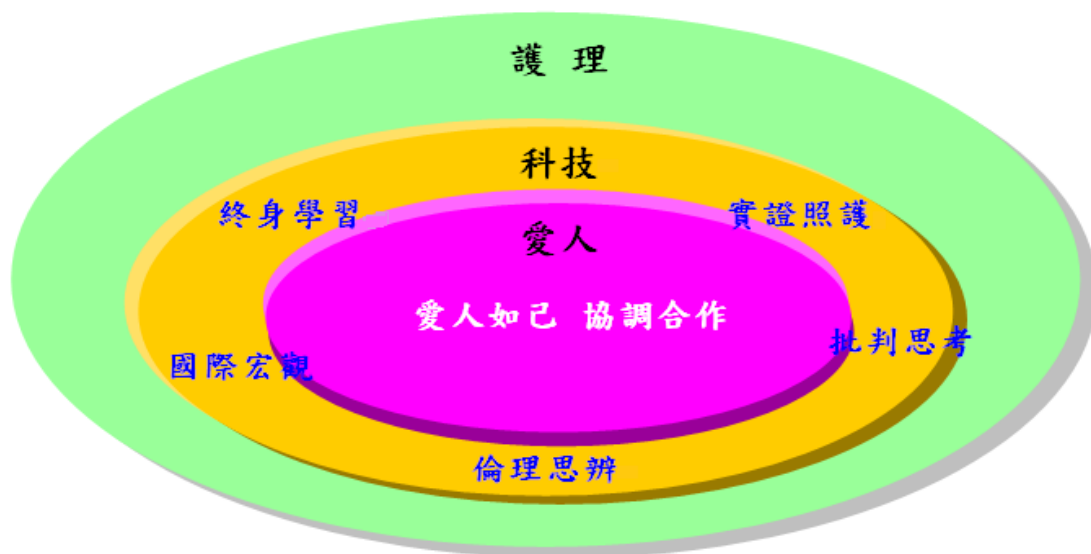 護 理
科技
終身學習
實證照護
愛人
愛人如己 協調合作
批判思考
國際宏觀
倫理思辨